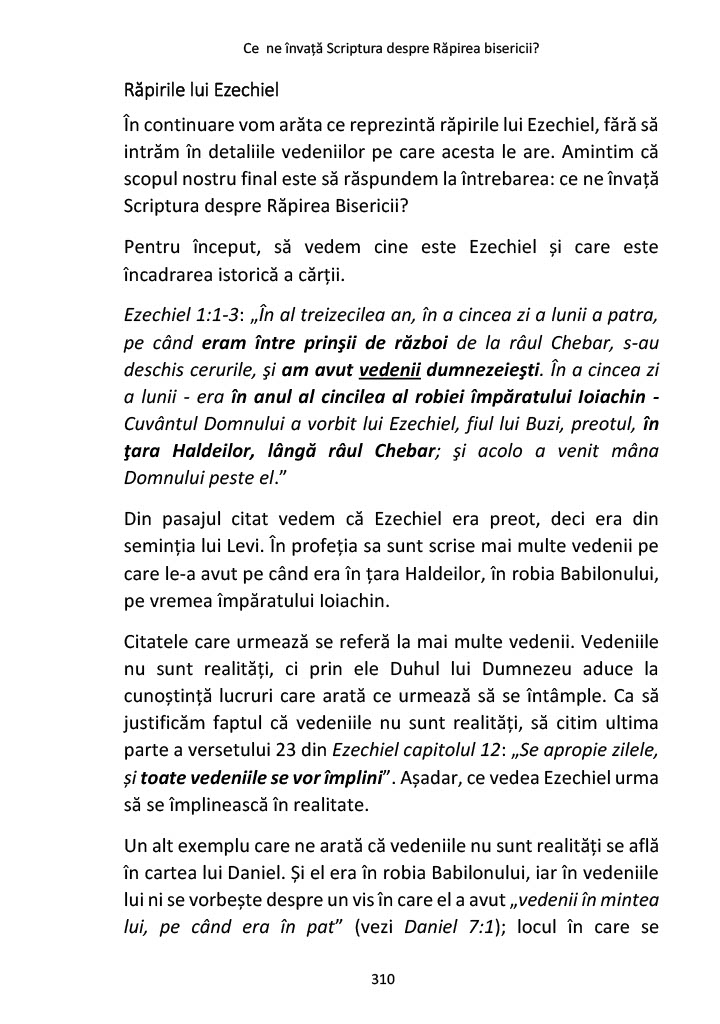 Ce ne învață Scriptura despre Răpirea bisericii?
Răpirile lui Ezechiel
În continuare vom arăta ce reprezintă răpirile lui Ezechiel, fără să
intrăm în detaliile vedeniilor pe care acesta le are. Amintim că
scopul nostru final este să răspundem la întrebarea: ce ne învață
Scriptura despre Răpirea Bisericii?
Pentru început, să vedem cine este Ezechiel și care este
încadrarea istorică a cărții.
Ezechiel 1:1-3: „În al treizecilea an, în a cincea zi a lunii a patra,
pe când eram între prinşii de război de la râul Chebar, s-au
deschis cerurile, şi am avut vedenii dumnezeieşti. În a cincea zi
a lunii - era în anul al cincilea al robiei împăratului Ioiachin -
Cuvântul Domnului a vorbit lui Ezechiel, fiul lui Buzi, preotul, în
ţara Haldeilor, lângă râul Chebar; şi acolo a venit mâna
Domnului peste el.”
Din pasajul citat vedem că Ezechiel era preot, deci era din
seminția lui Levi. În profeția sa sunt scrise mai multe vedenii pe
care le-a avut pe când era în țara Haldeilor, în robia Babilonului,
pe vremea împăratului Ioiachin.
Citatele care urmează se referă la mai multe vedenii. Vedeniile
nu sunt realități, ci prin ele Duhul lui Dumnezeu aduce la
cunoștință lucruri care arată ce urmează să se întâmple. Ca să
justificăm faptul că vedeniile nu sunt realități, să citim ultima
parte a versetului 23 din Ezechiel capitolul 12: „Se apropie zilele,
și toate vedeniile se vor împlini”. Așadar, ce vedea Ezechiel urma
să se împlinească în realitate.
Un alt exemplu care ne arată că vedeniile nu sunt realități se află
în cartea lui Daniel. Și el era în robia Babilonului, iar în vedeniile
lui ni se vorbește despre un vis în care el a avut „vedenii în mintea
lui, pe când era în pat” (vezi Daniel 7:1); locul în care se
310